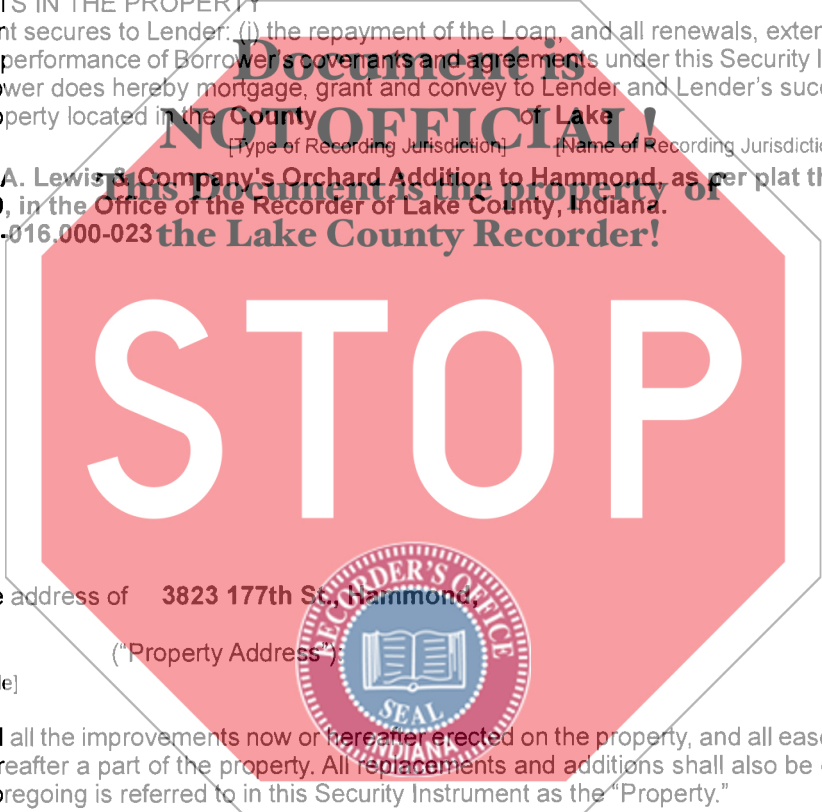 TS IN THE PROPERTY
nt secures to Lender: (i) the repayment of the Loan, and all renewals, exten
performance of Borrower's covenants and agreements under this Security I
wer does hereby mortgage, grant and convey to Lender and Lender's succ
operty located in the County of Lake
[Type of Recording Jurisdiction] [Name of Recording Jurisdictio
A. Lewis & Company's Orchard Addition to Hammond, as per plat th
, in the Office of the Recorder of Lake County, Indiana.
-016.000-023
Document is
NOT OFFICIAL!
This Document is the property of
the Lake County Recorder!
STOP
e address of 3823 177th St., Hammond,
("Property Address"):
le]
RECORDER'S OFFICE
SEAL
INDIANA
all the improvements now or hereafter erected on the property, and all ease
reafter a part of the property. All replacements and additions shall also be
oregoing is referred to in this Security Instrument as the "Property."